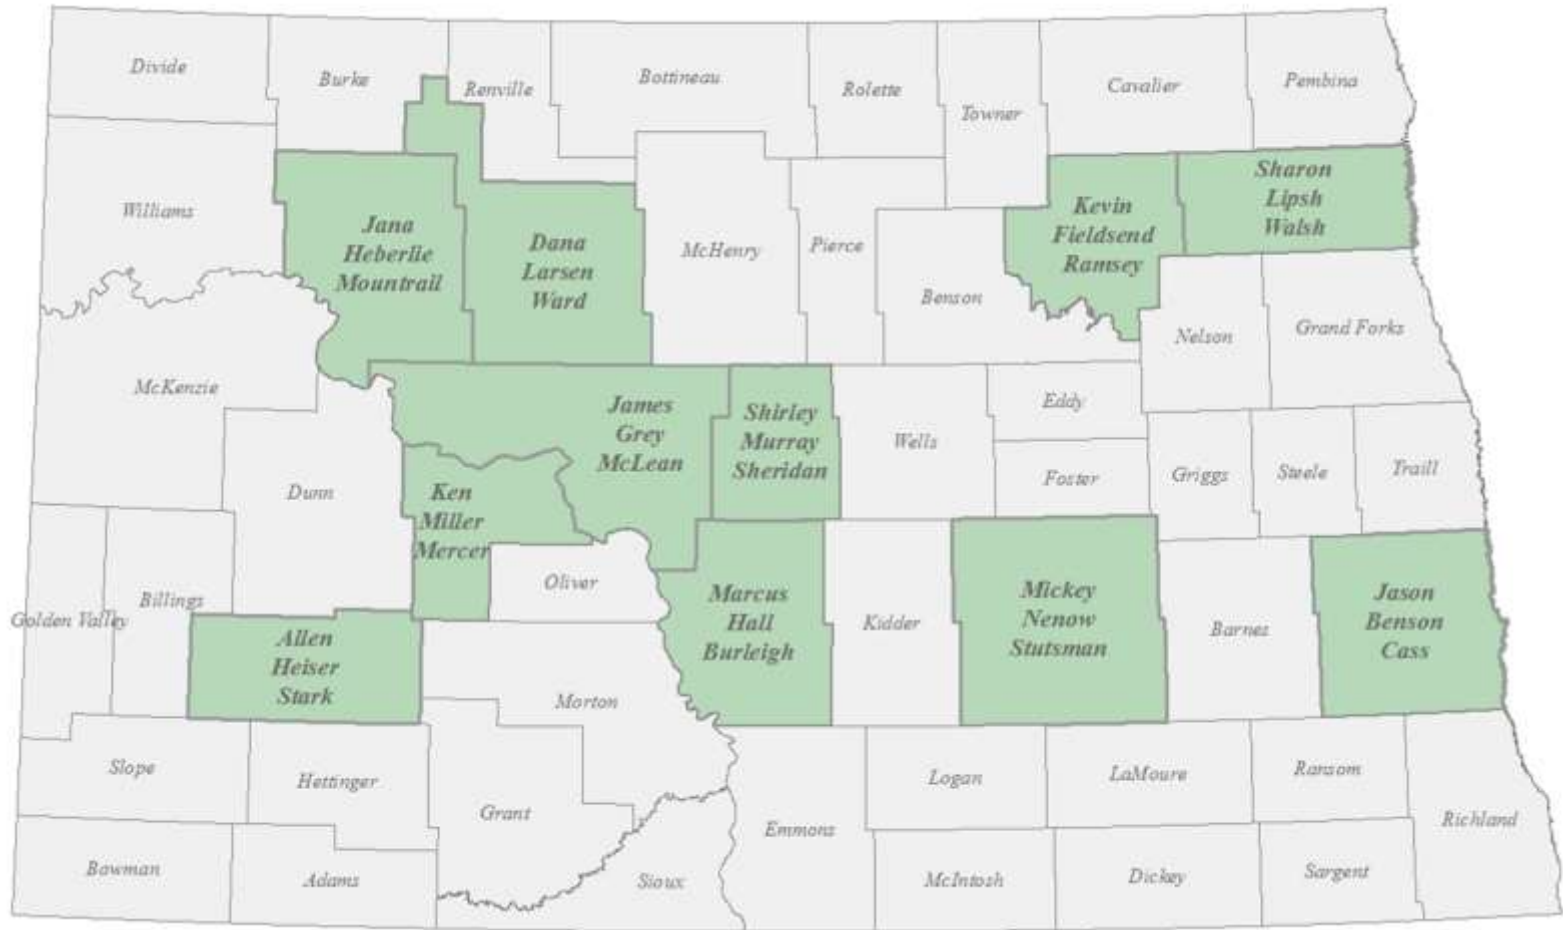 Divide
Burke
Renville
Bottineau
Rolette
Towner
Cavalier
Pembina
Williams
Jana
Heberlie
Mountrail
Dana
Larsen
Ward
McHenry
Pierce
Benson
Kevin
Fieldsend
Ramsey
Sharon
Lipsh
Walsh
Nelson
Grand Forks
McKenzie
Dunn
James
Grey
McLean
Shirley
Murray
Sheridan
Wells
Eddy
Foster
Griggs
Steele
Traill
Ken
Miller
Mercer
Oliver
Golden Valley
Billings
Allen
Heiser
Stark
Morton
Marcus
Hall
Burleigh
Kidder
Mickey
Nenow
Stutsman
Barnes
Jason
Benson
Cass
Slope
Hettinger
Grant
Emmons
Logan
LaMoure
Ransom
Richland
Bowman
Adams
Sioux
McIntosh
Dickey
Sargent